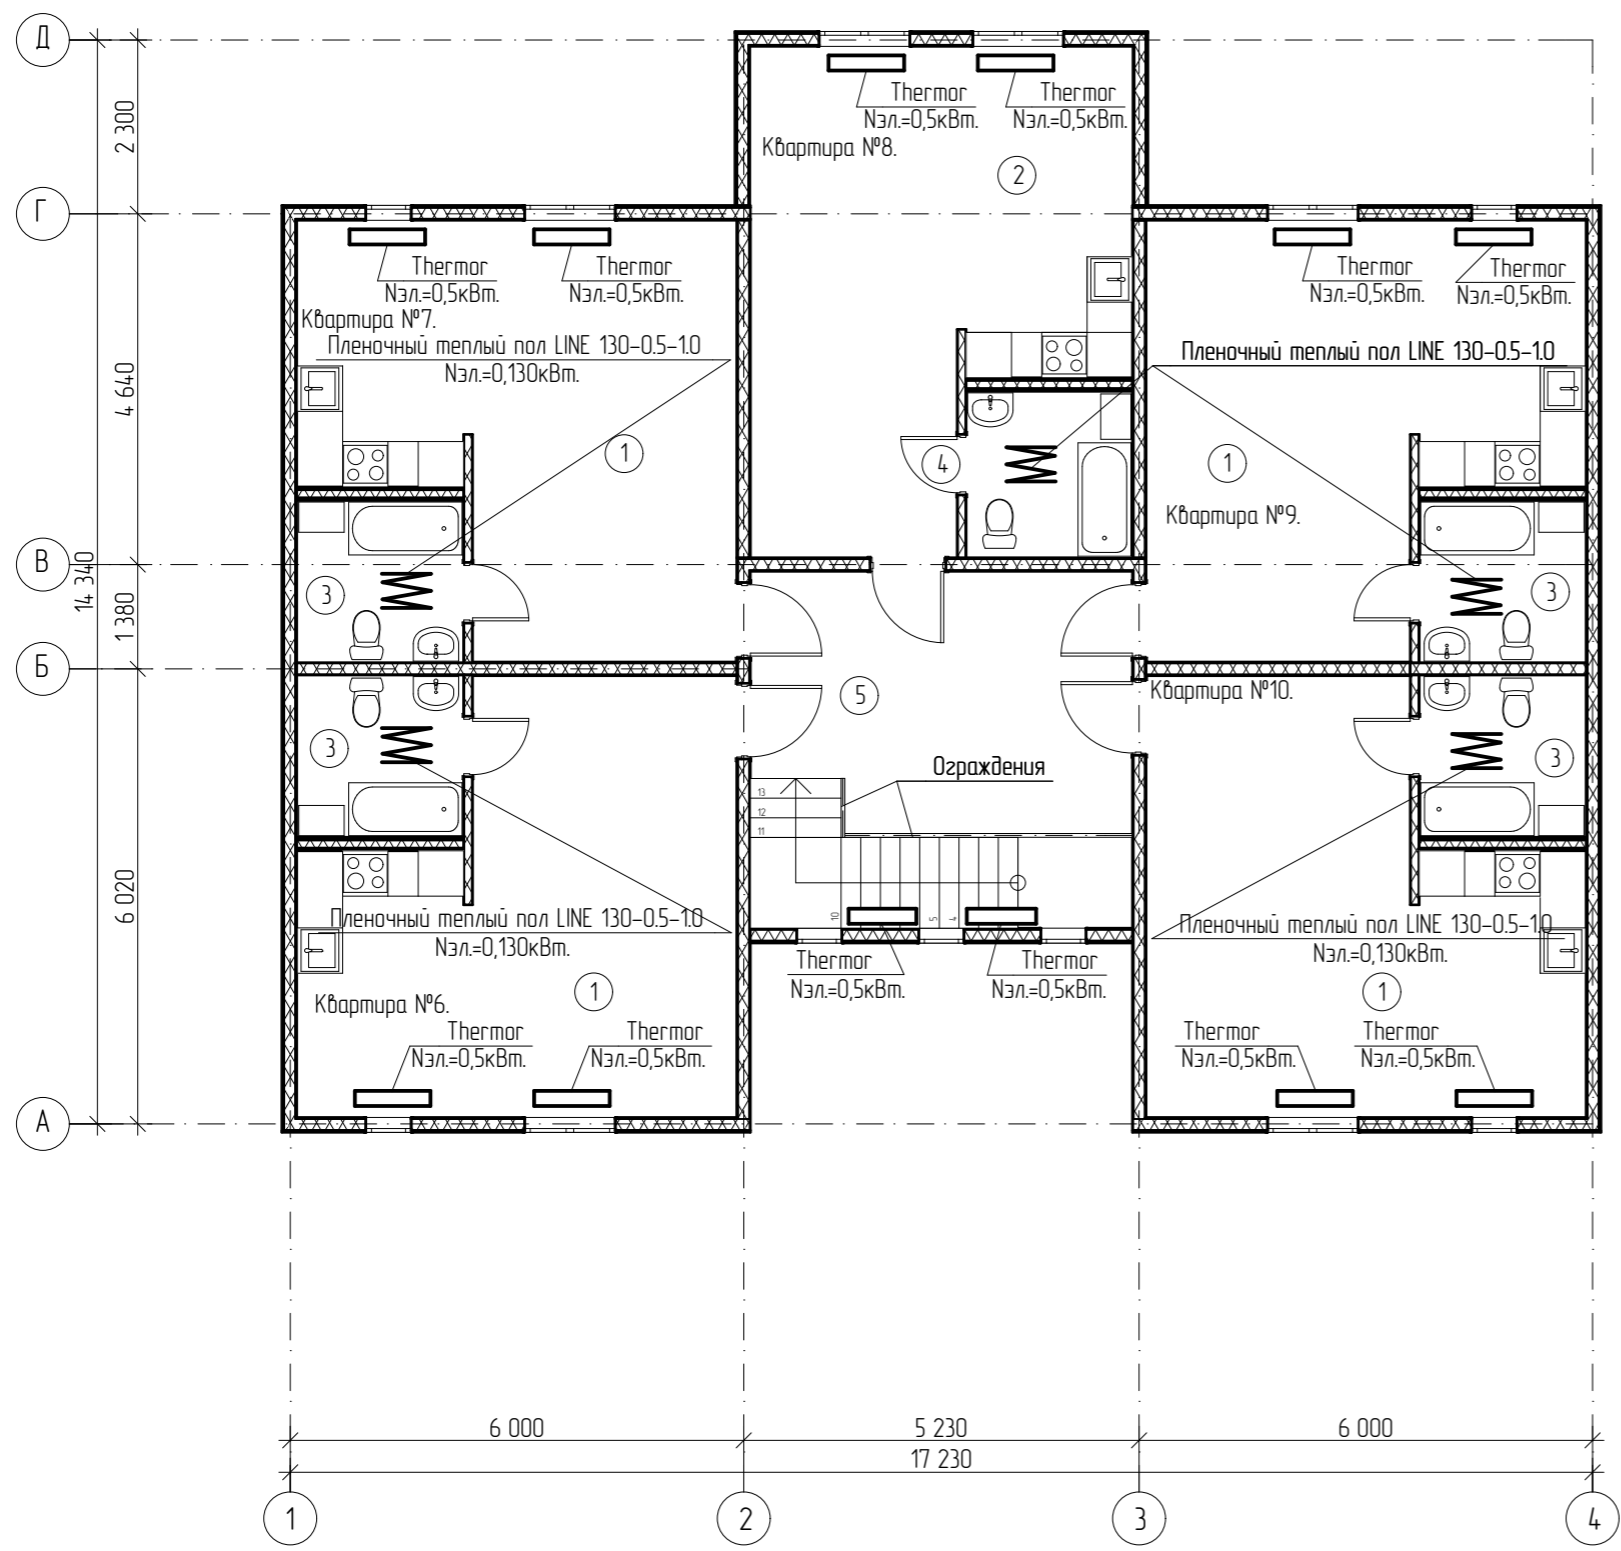 Д
2 300
Thermor
Nэл.=0,5кВт.
Thermor
Nэл.=0,5кВт.
Квартира №8.
2
Г
Thermor
Nэл.=0,5кВт.
Thermor
Nэл.=0,5кВт.
Thermor
Nэл.=0,5кВт.
Thermor
Nэл.=0,5кВт.
Квартира №7.
Пленочный теплый пол LINE 130-0.5-1.0
Nэл.=0,130кВт.
Пленочный теплый пол LINE 130-0.5-1.0
4 640
1
4
1
Квартира №9.
В
14 340
1 380
3
3
Б
5
Квартира №10.
3
3
Ограждения
13
12
11
6 020
10
5
4
Пленочный теплый пол LINE 130-0.5-1.0
Nэл.=0,130кВт.
Пленочный теплый пол LINE 130-0.5-1.0
Nэл.=0,130кВт.
Thermor
Nэл.=0,5кВт.
Thermor
Nэл.=0,5кВт.
1
1
Квартира №6.
Thermor
Nэл.=0,5кВт.
Thermor
Nэл.=0,5кВт.
Thermor
Nэл.=0,5кВт.
Thermor
Nэл.=0,5кВт.
А
6 000
5 230
6 000
17 230
1
2
3
4